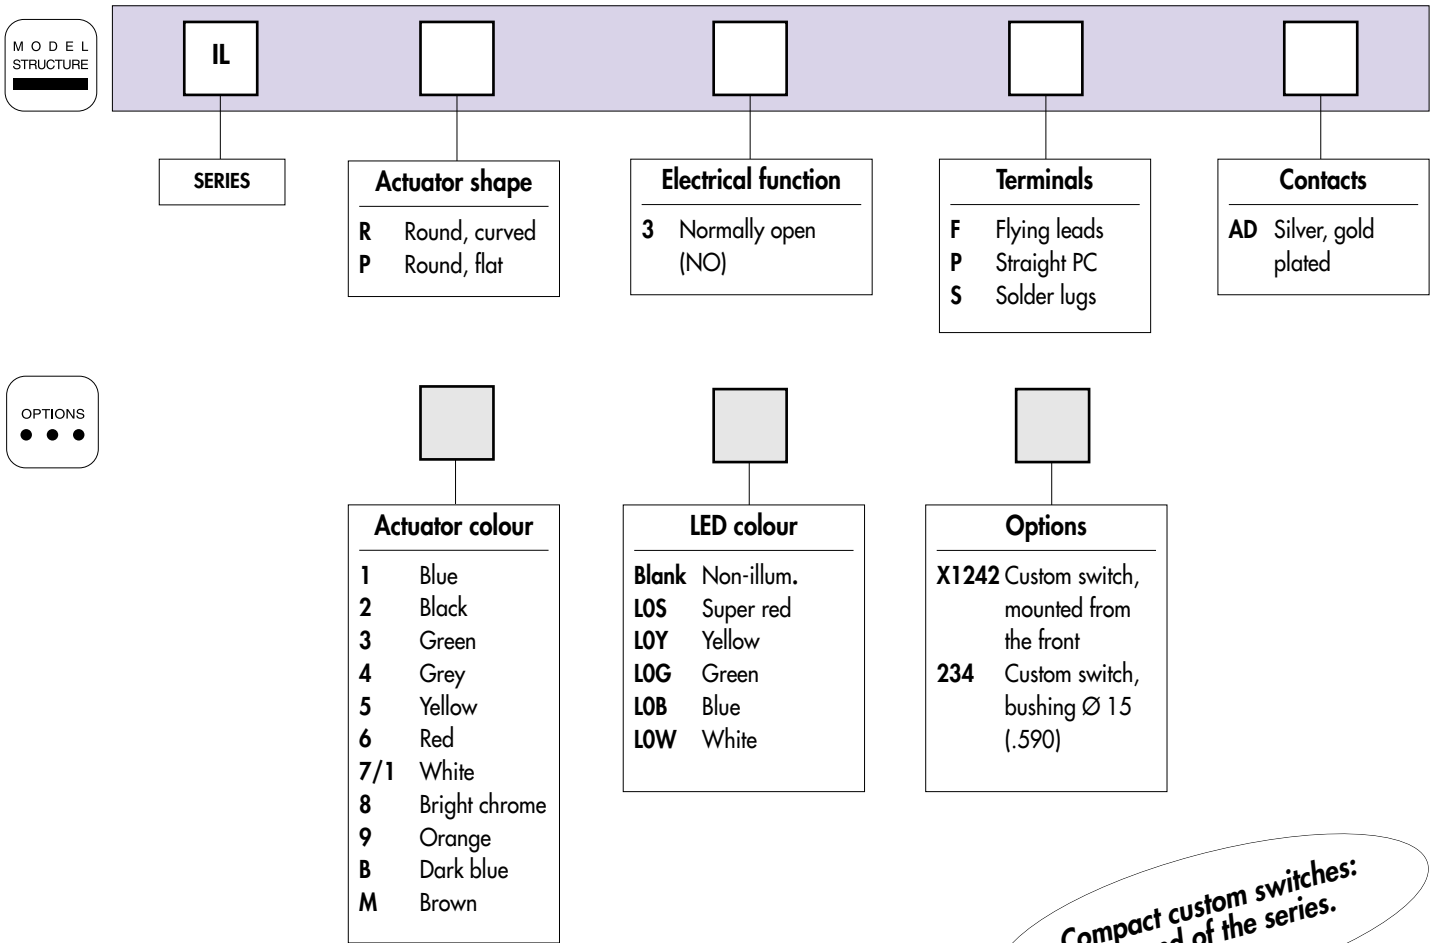 MODEL
STRUCTURE
IL
SERIES
Actuator shape
R Round, curved
P Round, flat
Electrical function
3 Normally open
(NO)
Terminals
F Flying leads
P Straight PC
S Solder lugs
Contacts
AD Silver, gold
plated
OPTIONS
Actuator colour
1 Blue
2 Black
3 Green
4 Grey
5 Yellow
6 Red
7/1 White
8 Bright chrome
9 Orange
B Dark blue
M Brown
LED colour
Blank Non-illum.
L0S Super red
L0Y Yellow
L0G Green
L0B Blue
L0W White
Options
X1242 Custom switch,
mounted from
the front
234 Custom switch,
bushing Ø 15
(.590)
Compact custom switches:
of the series.